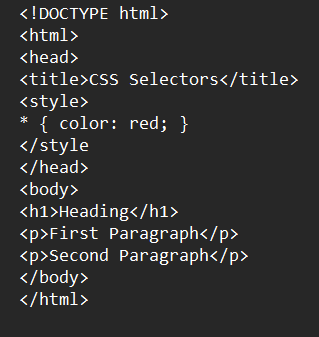 <!DOCTYPE html>
<html>
<head>
<title>CSS Selectors</title>
<style>
* { color: red; }
</style
</head>
<body>
<h1>Heading</h1>
<p>First Paragraph</p>
<p>Second Paragraph</p>
</body>
</html>